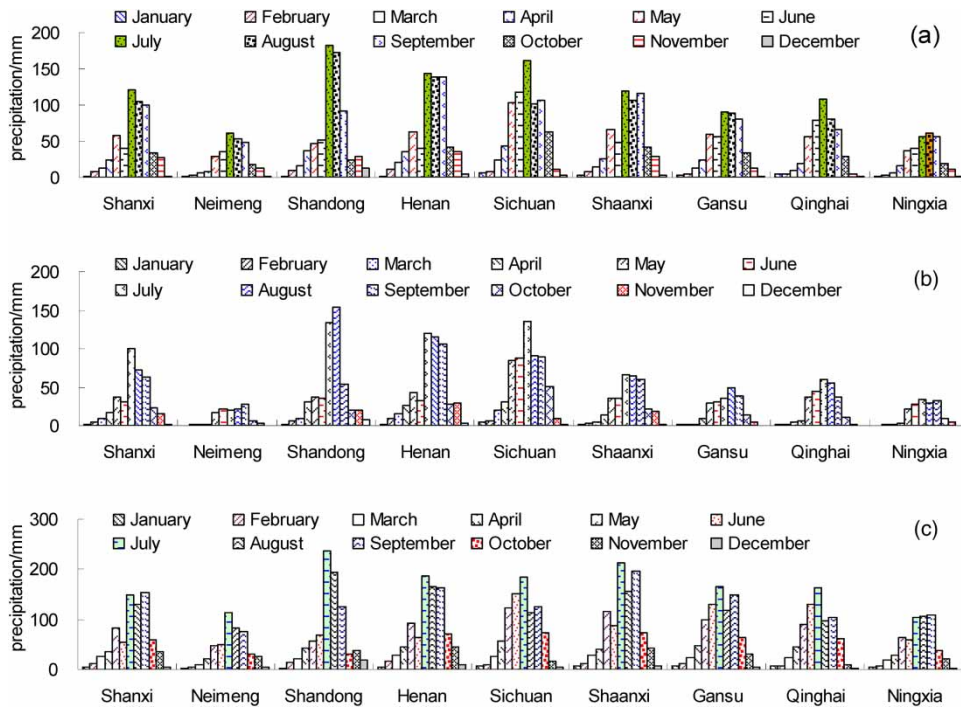 January February March April May June
(a)
July August September October November December
precipitation/mm
200
150
100
50
0
Shanxi Neimeng Shandong Henan Sichuan Shaanxi Gansu Qinghai Ningxia
January February March April May June
(b)
July August September October November December
precipitation/mm
200
150
100
50
0
Shanxi Neimeng Shandong Henan Sichuan Shaanxi Gansu Qinghai Ningxia
January February March April May June
(c)
July August September October November December
precipitation/mm
300
200
100
0
Shanxi Neimeng Shandong Henan Sichuan Shaanxi Gansu Qinghai Ningxia